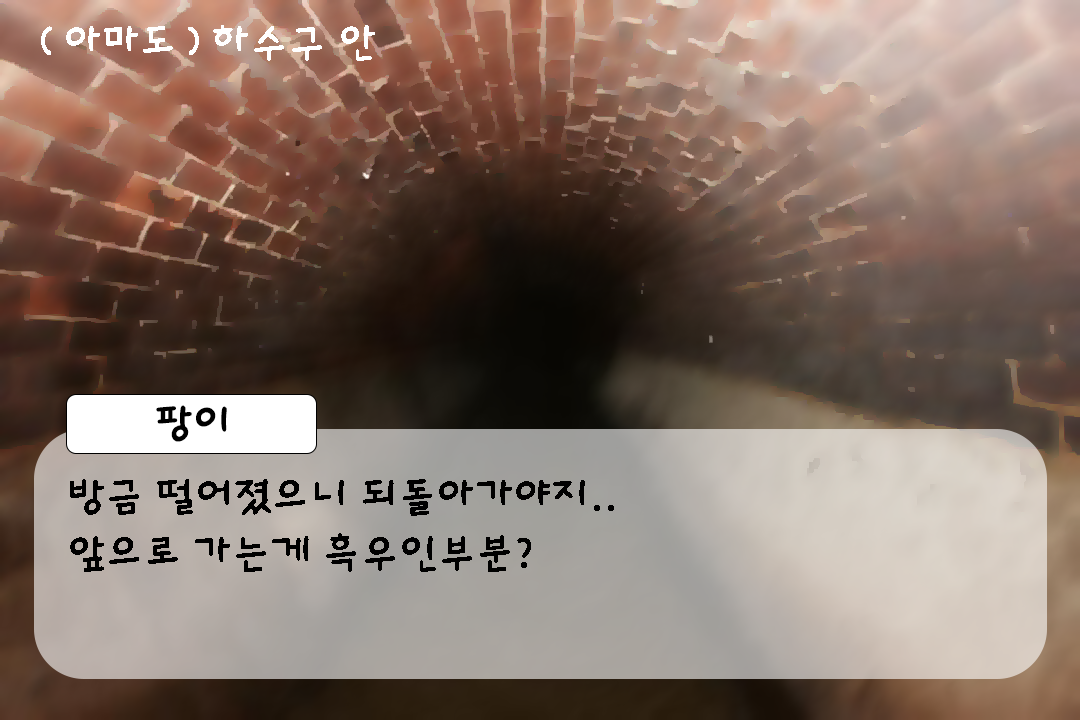 ( 아마도 ) 하수구 안
팡이
방금 떨어졌으니 되돌아가야지..
앞으로 가는게 흑우인부분?